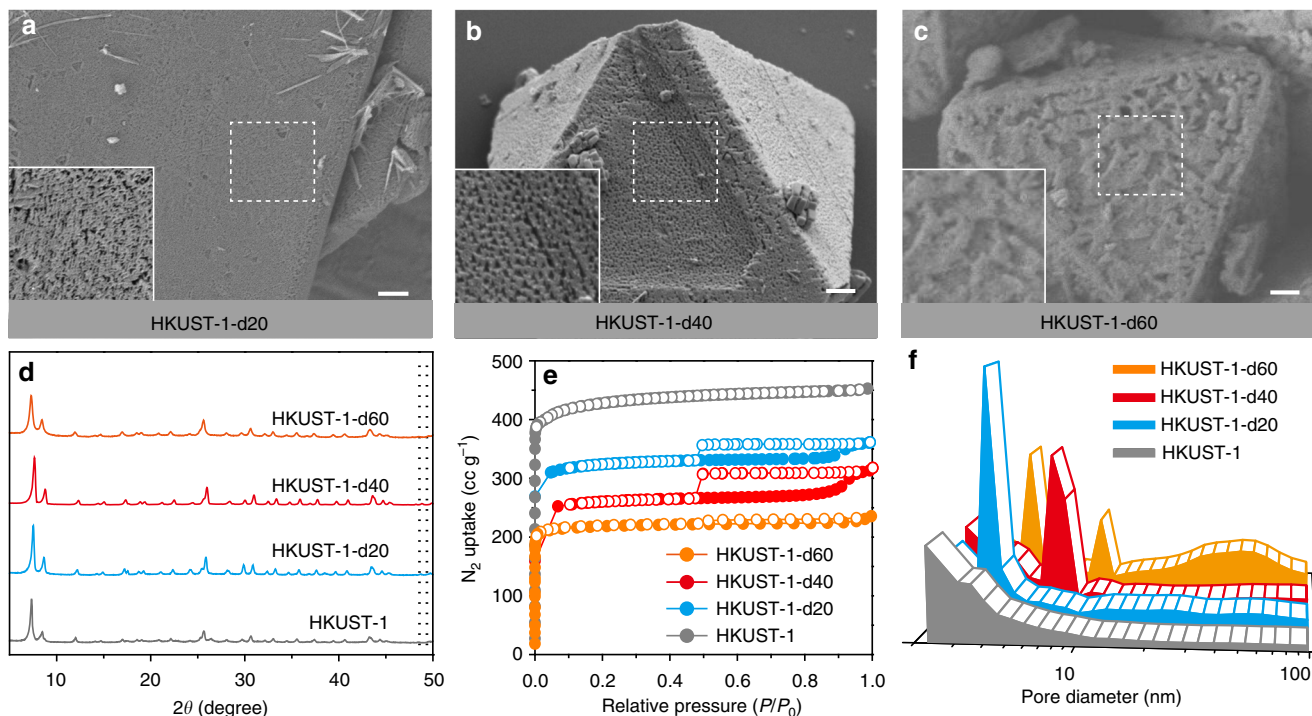 a
b
c
HKUST-1-d20
HKUST-1-d40
HKUST-1-d60
d
HKUST-1-d60
HKUST-1-d40
HKUST-1-d20
HKUST-1
10
20
30
40
50
2θ (degree)
e
500
400
300
200
100
0
N₂ uptake (cc g⁻¹)
HKUST-1-d60
HKUST-1-d40
HKUST-1-d20
HKUST-1
0.0
0.2
0.4
0.6
0.8
1.0
Relative pressure (P/P₀)
f
HKUST-1-d60
HKUST-1-d40
HKUST-1-d20
HKUST-1
10
100
Pore diameter (nm)